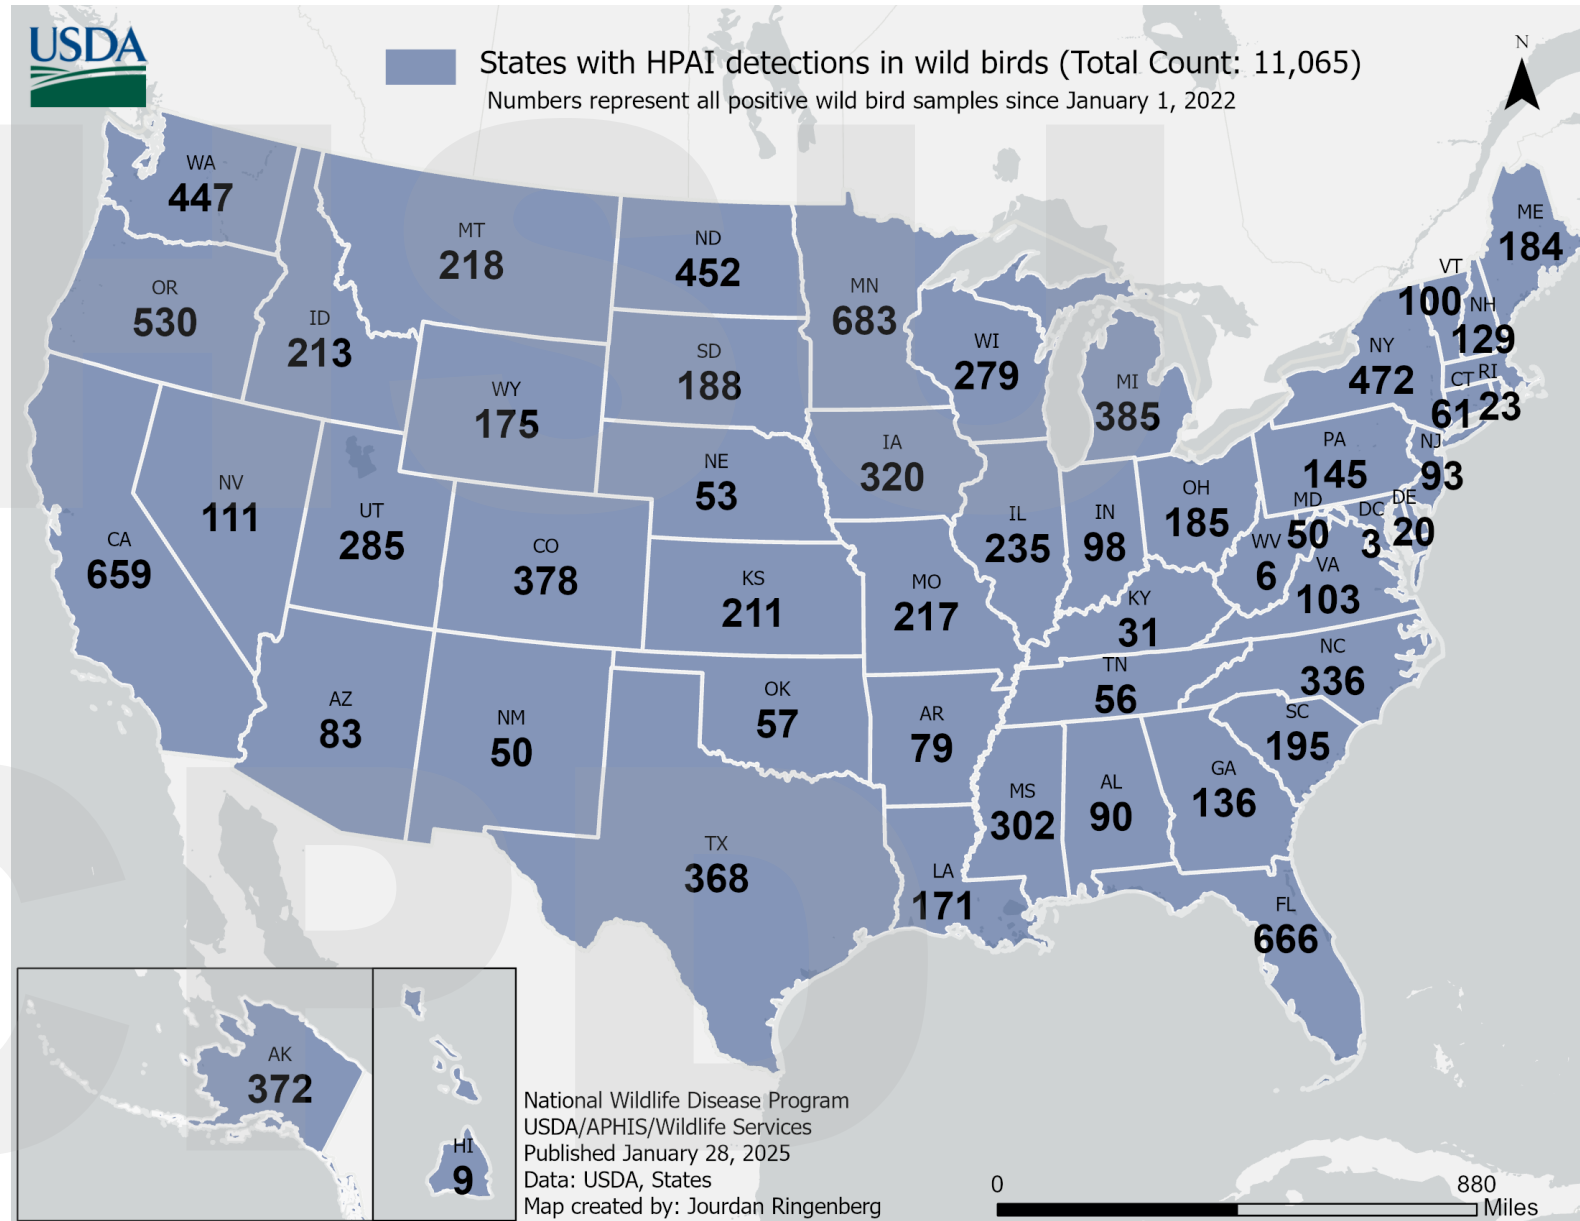 USDA
States with HPAI detections in wild birds (Total Count: 11,065)
Numbers represent all positive wild bird samples since January 1, 2022
N
WA
447
MT
218
ND
452
MN
683
ME
184
VT
100
NH
129
OR
530
ID
213
WY
175
SD
188
WI
279
MI
385
NY
472
CT
61
RI
23
IA
320
NE
53
PA
145
NJ
93
NV
111
UT
285
CO
378
CA
659
KS
211
MO
217
IL
235
IN
98
OH
185
MD
50
DC
3
DE
20
WV
6
VA
103
KY
31
NC
336
TN
56
SC
195
AZ
83
NM
50
OK
57
AR
79
MS
302
AL
90
GA
136
TX
368
LA
171
FL
666
AK
372
HI
9
National Wildlife Disease Program
USDA/APHIS/Wildlife Services
Published January 28, 2025
Data: USDA, States
Map created by: Jourdan Ringenberg
0
880
Miles